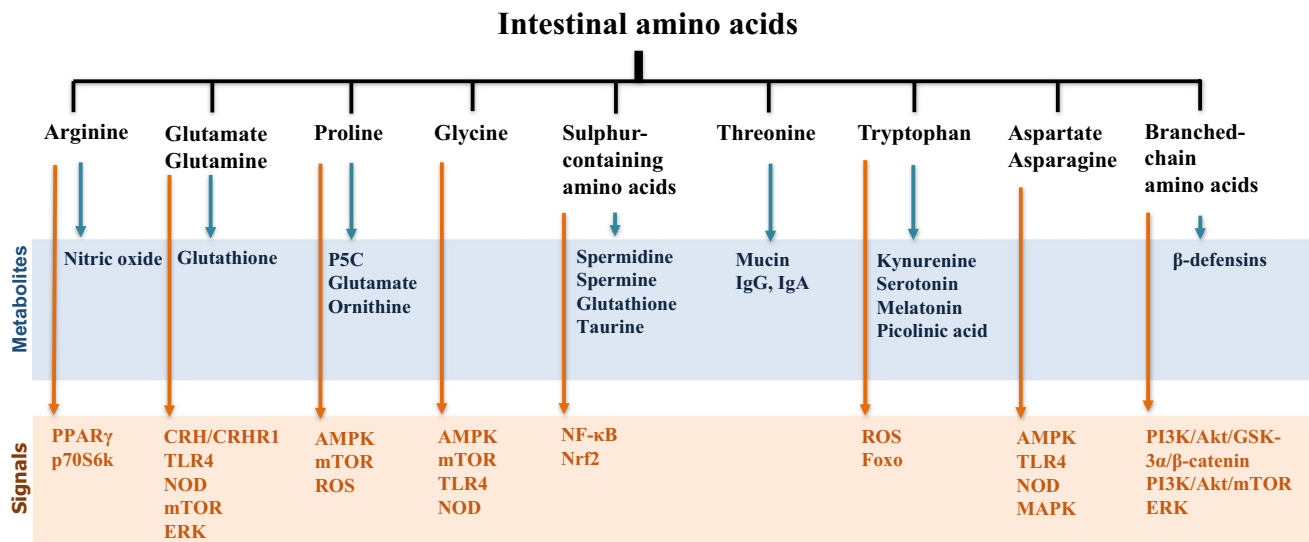 Intestinal amino acids
Arginine
Glutamate
Glutamine
Proline
Glycine
Sulphur-
containing
amino acids
Threonine
Tryptophan
Aspartate
Asparagine
Branched-
chain
amino acids
Metabolites
Nitric oxide
Glutathione
P5C
Glutamate
Ornithine
Spermidine
Spermine
Glutathione
Taurine
Mucin
IgG, IgA
Kynurenine
Serotonin
Melatonin
Picolinic acid
β-defensins
Signals
PPARγ
p70S6k
CRH/CRHR1
TLR4
NOD
mTOR
ERK
AMPK
mTOR
ROS
AMPK
mTOR
TLR4
NOD
NF-κB
Nrf2
ROS
Foxo
AMPK
TLR4
NOD
MAPK
PI3K/Akt/GSK-
3α/β-catenin
PI3K/Akt/mTOR
ERK